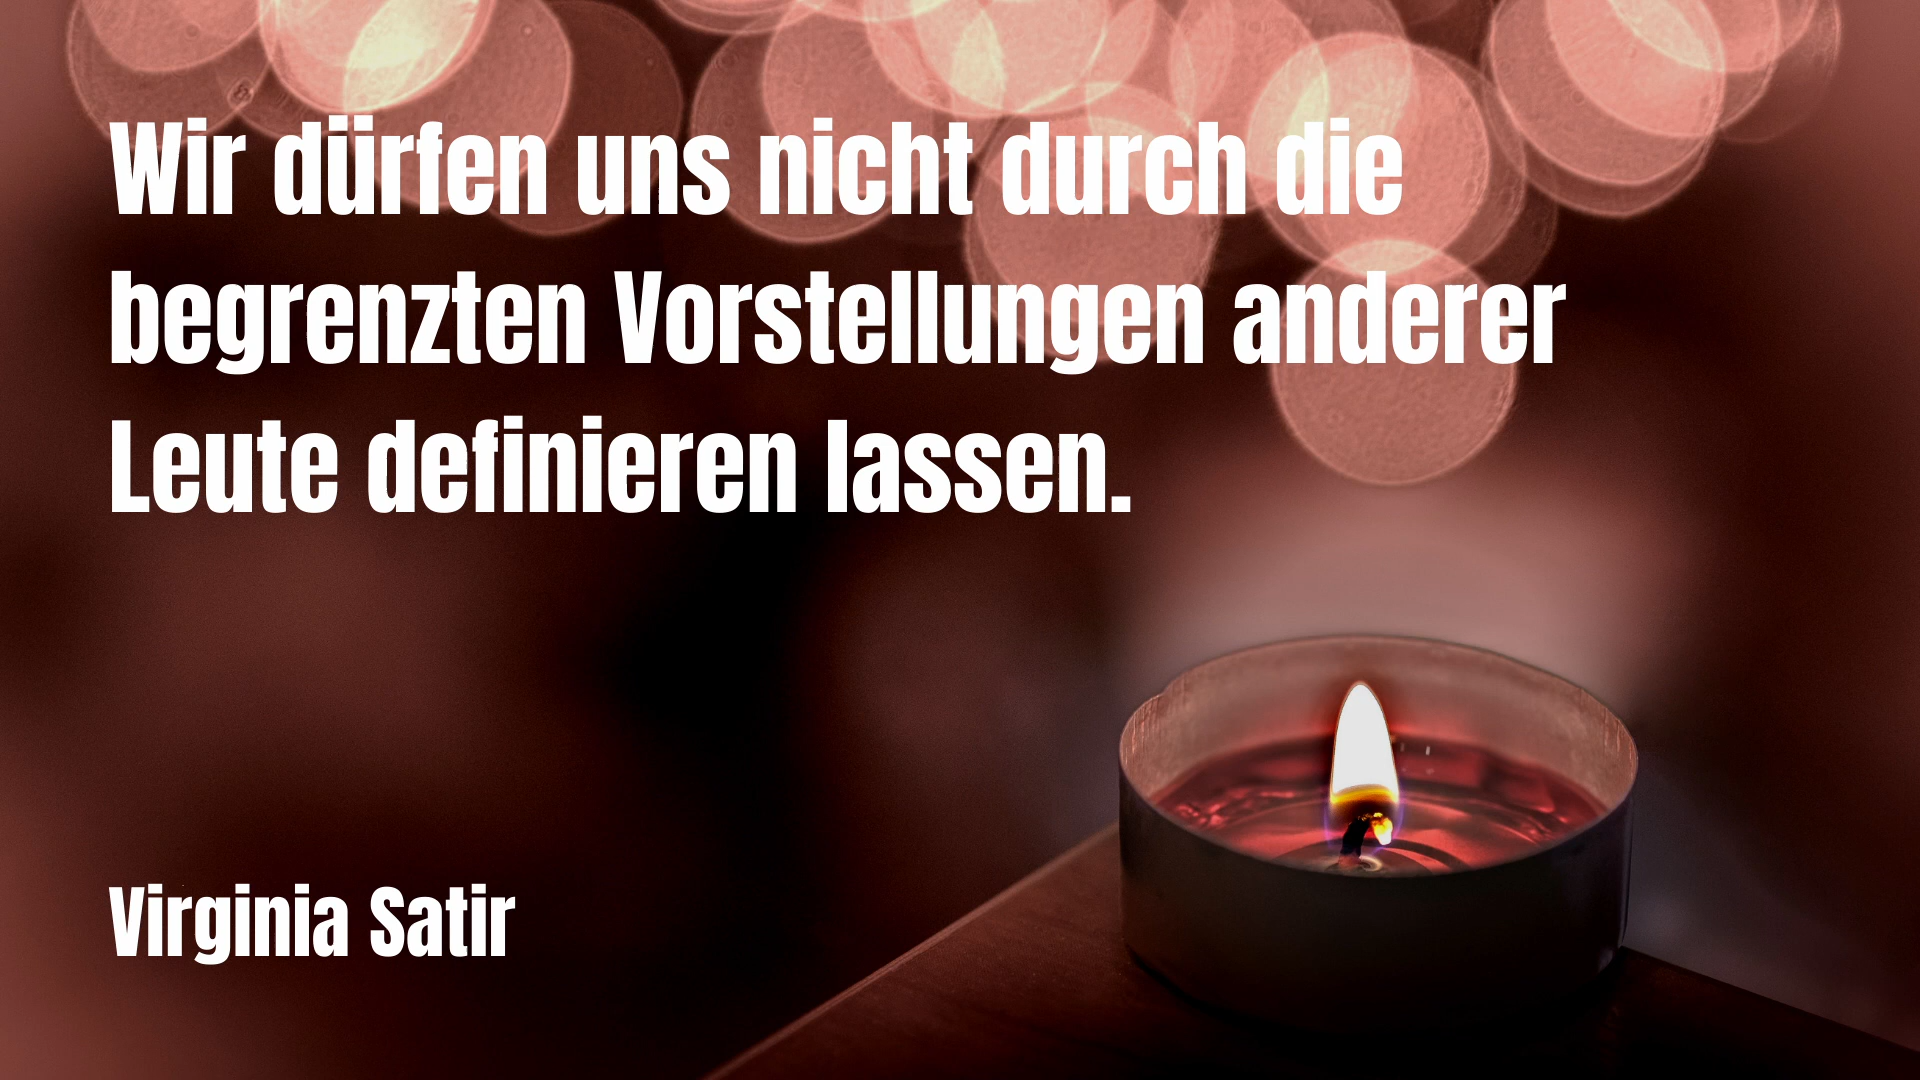 Wir dürfen uns nicht durch die
begrenzten Vorstellungen anderer
Leute definieren lassen.
Virginia Satir